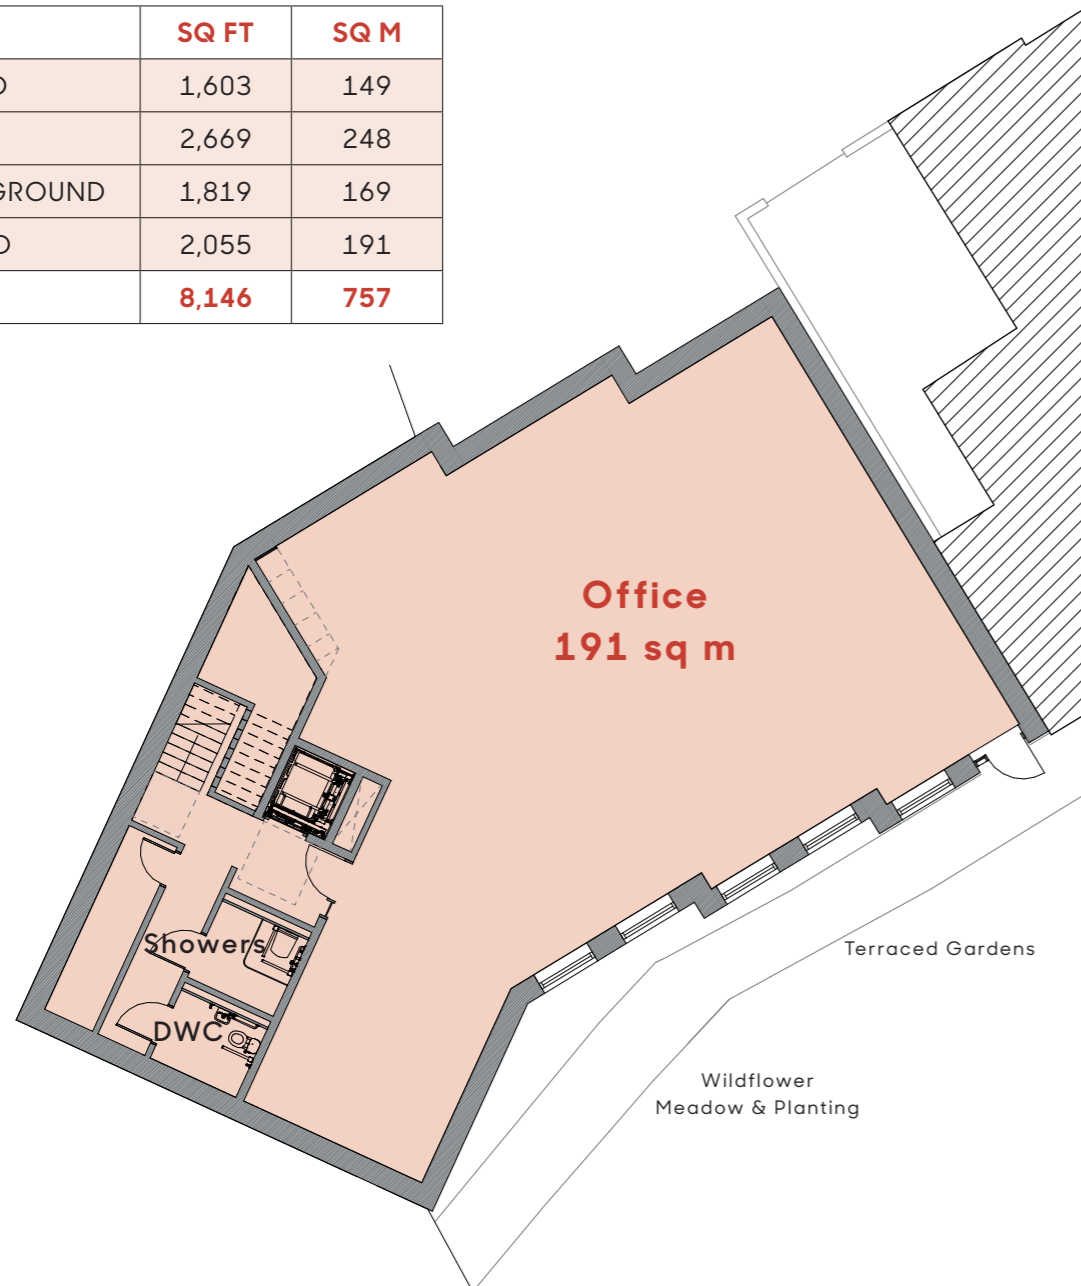 SQ FT SQ M
D 1,603 149
2,669 248
GROUND 1,819 169
D 2,055 191
8,146 757
Office
191 sq m
Showers
DWC
Terraced Gardens
Wildflower
Meadow & Planting